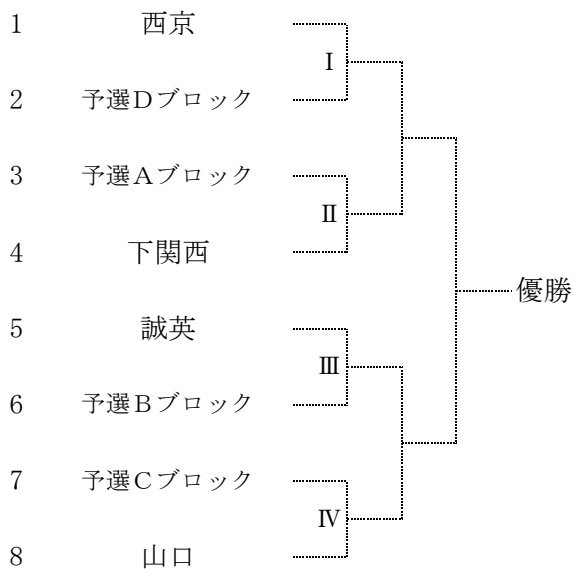 1 西京
Ⅰ
2 予選Dブロック
3 予選Aブロック
Ⅱ
4 下関西
優勝
5 誠英
Ⅲ
6 予選Bブロック
7 予選Cブロック
Ⅳ
8 山口